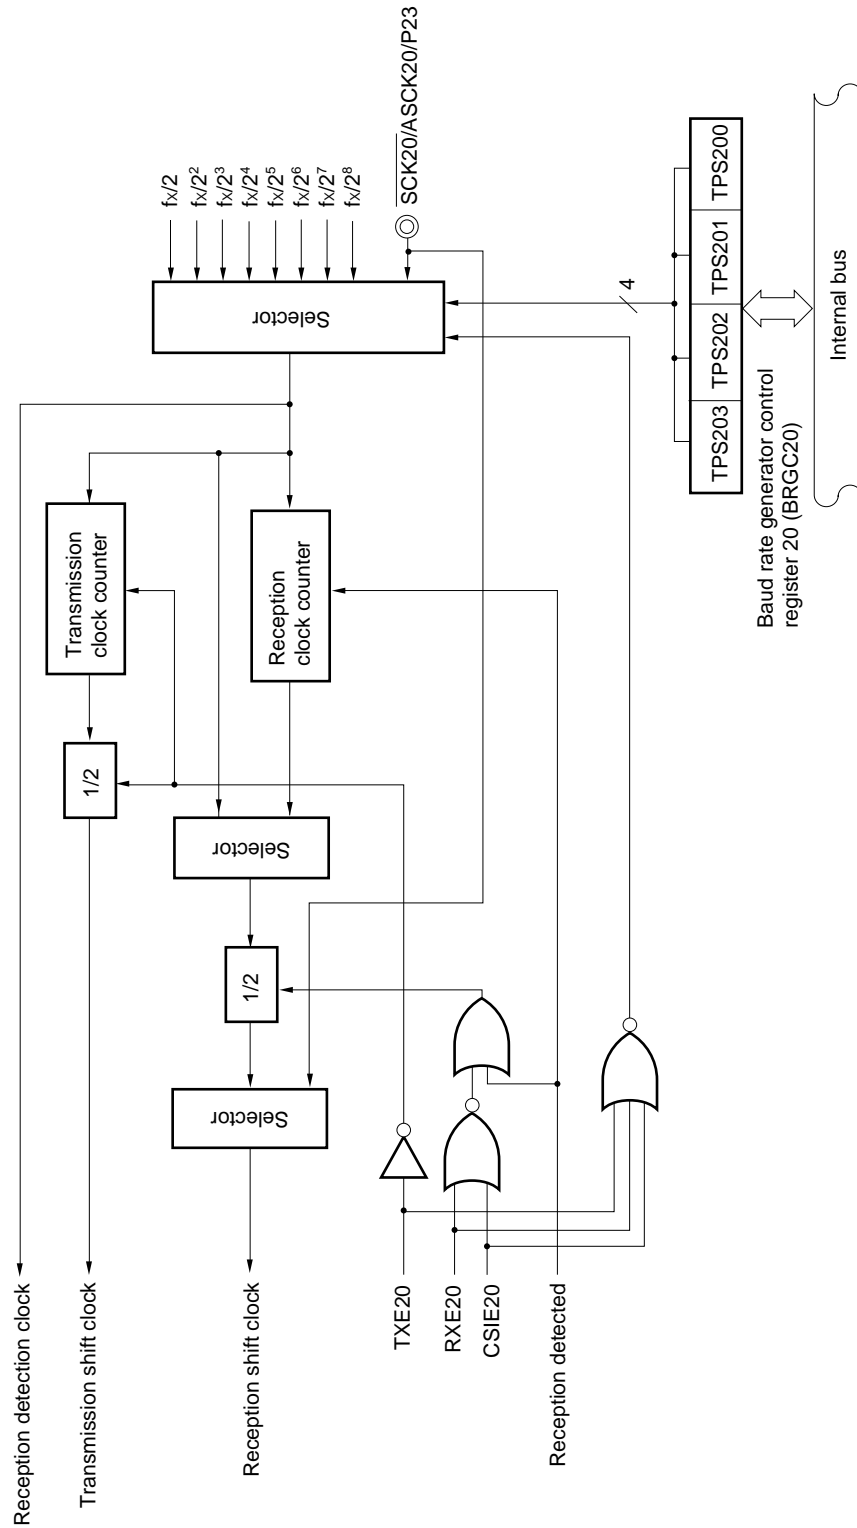 Reception detection clock
Transmission shift clock
Reception shift clock
TXE20
RXE20
CSIE20
Reception detected
Selector
1/2
Selector
1/2
Transmission
clock counter
Reception
clock counter
Selector
fx/2
fx/2²
fx/2³
fx/2⁴
fx/2⁵
fx/2⁶
fx/2⁷
fx/2⁸
SCK20/ASCK20/P23
4
TPS203
TPS202
TPS201
TPS200
Baud rate generator control
register 20 (BRGC20)
Internal bus